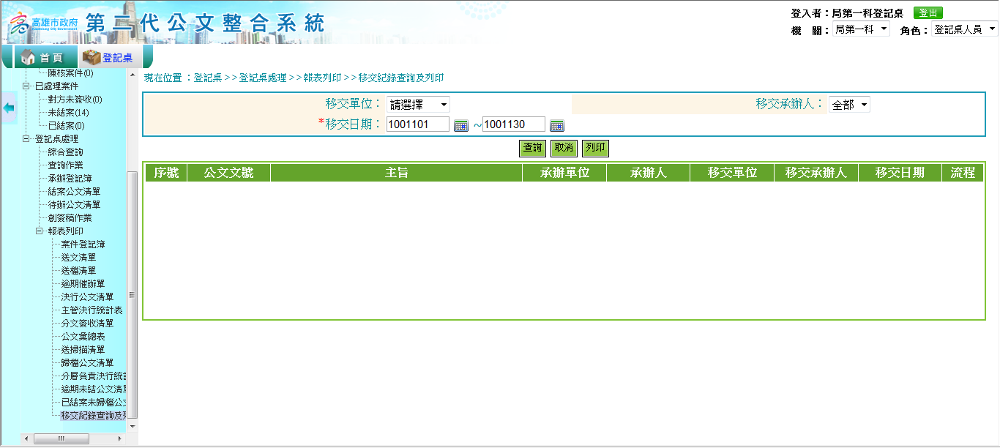 高雄市政府 第二代公文整合系統
Kaohsiung City Government
登入者：局第一科登記桌 登出
機 關：局第一科 角色：登記桌人員
首頁 登記桌
陳核案件(0)
已處理案件
對方未簽收(0)
未結案(14)
已結案(0)
登記桌處理
綜合查詢
查詢作業
承辦登記簿
結案公文清單
待辦公文清單
創簽稿作業
報表列印
案件登記簿
送文清單
送檔清單
逾期催辦單
決行公文清單
主管決行統計表
分文簽收清單
公文彙總表
送掃描清單
歸檔公文清單
分層負責決行統計
逾期未結公文清單
已結案未歸檔公文
移交紀錄查詢及列
現在位置：登記桌>>登記桌處理>>報表列印>>移交紀錄查詢及列印
移交單位：請選擇 移交承辦人：全部
*移交日期：1001101 ~1001130
查詢 取消 列印
序號 公文文號 主旨 承辦單位 承辦人 移交單位 移交承辦人 移交日期 流程